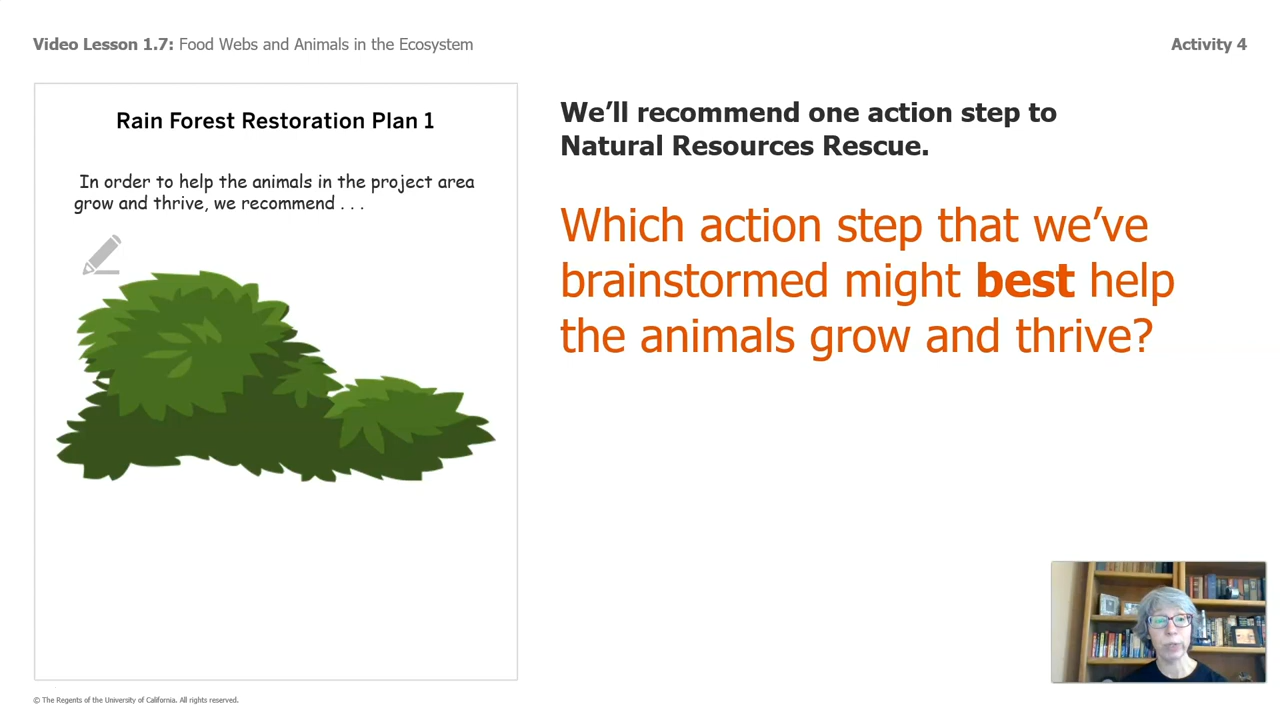 Video Lesson 1.7: Food Webs and Animals in the Ecosystem
Activity 4
Rain Forest Restoration Plan 1
In order to help the animals in the project area
grow and thrive, we recommend . . .
We’ll recommend one action step to
Natural Resources Rescue.
Which action step that we’ve
brainstormed might best help
the animals grow and thrive?
© The Regents of the University of California. All rights reserved.